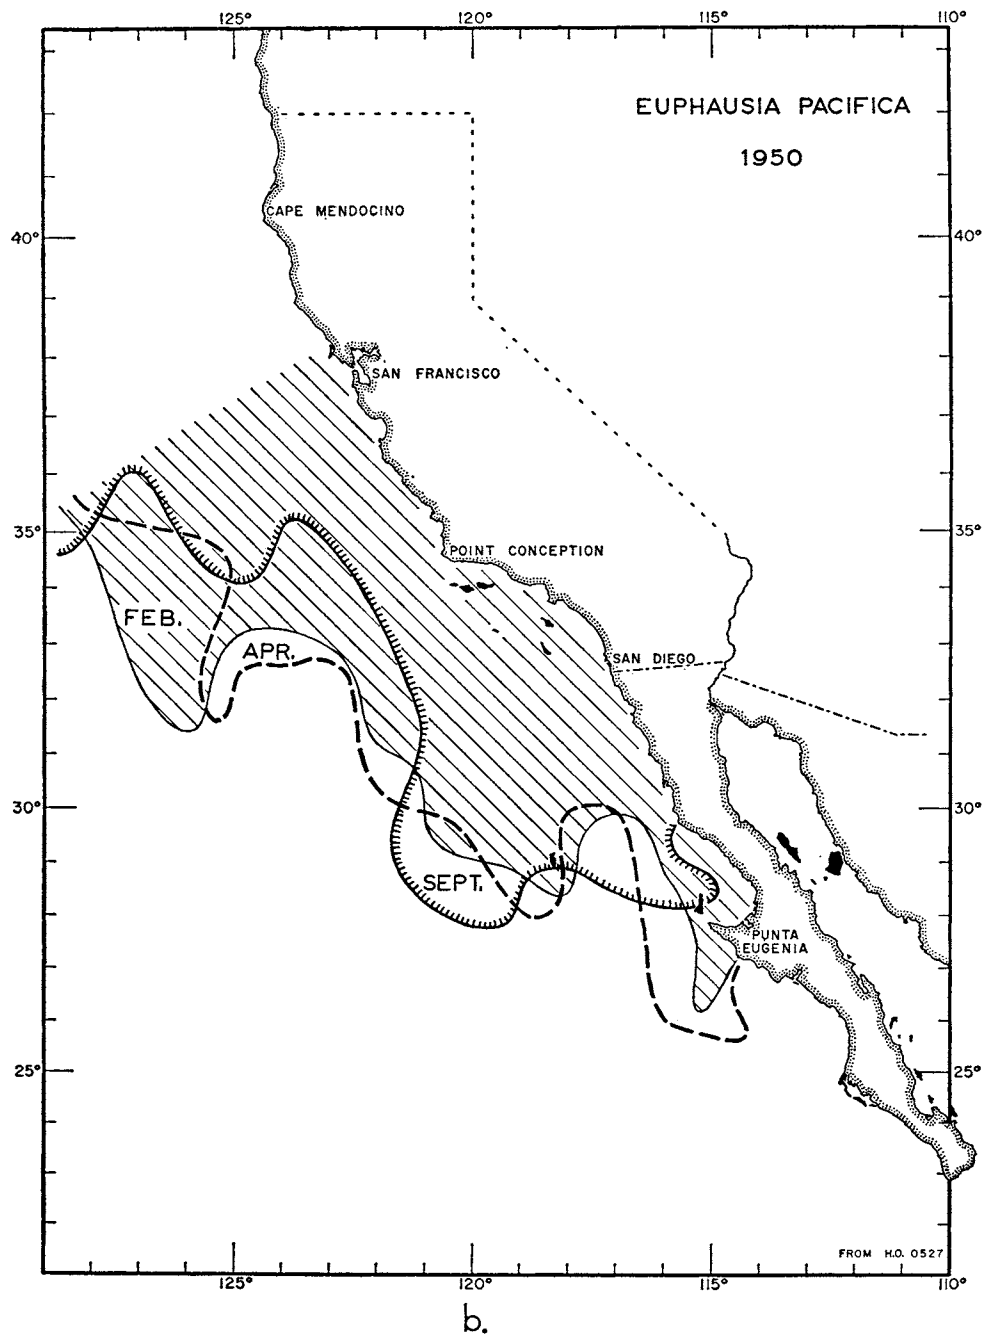 125° 120° 115° 110°
EUPHAUSIA PACIFICA
1950
CAPE MENDOCINO
40° 40°
SAN FRANCISCO
35° 35°
POINT CONCEPTION
FEB.
APR.
SAN DIEGO
30° 30°
SEPT.
PUNTA
EUGENIA
25° 25°
FROM H.O. 0527
125° 120° 115° 110°
b.